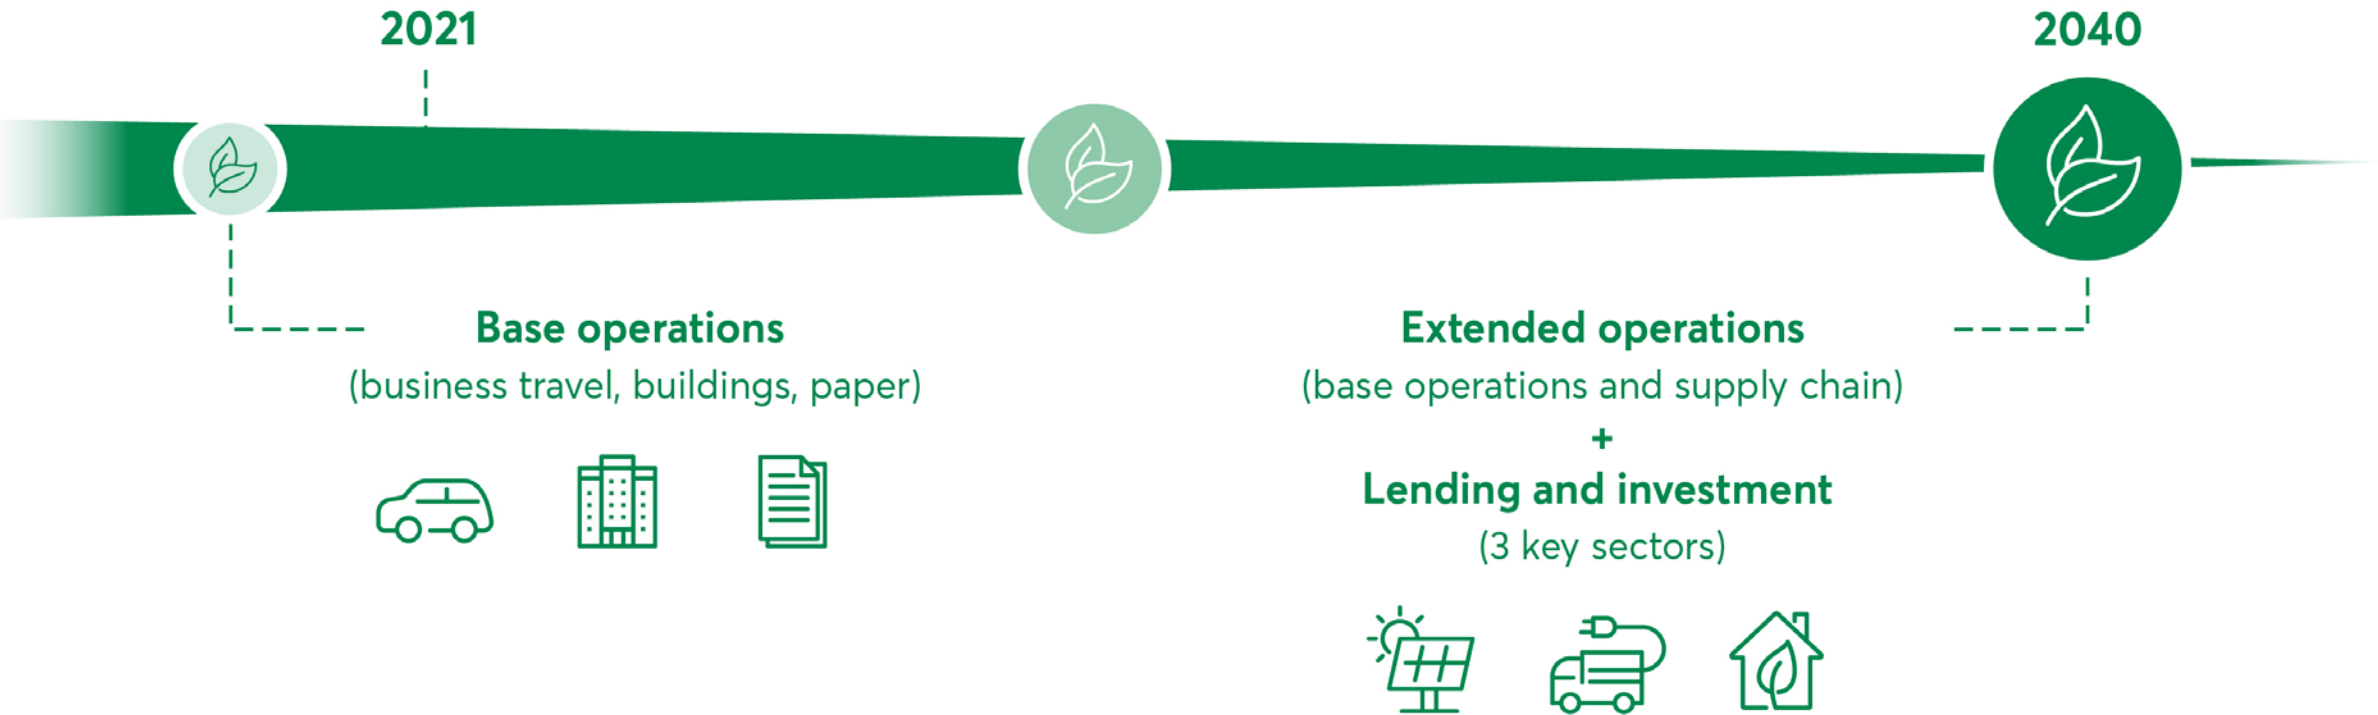 2021
2040
Base operations
(business travel, buildings, paper)
Extended operations
(base operations and supply chain)
+
Lending and investment
(3 key sectors)